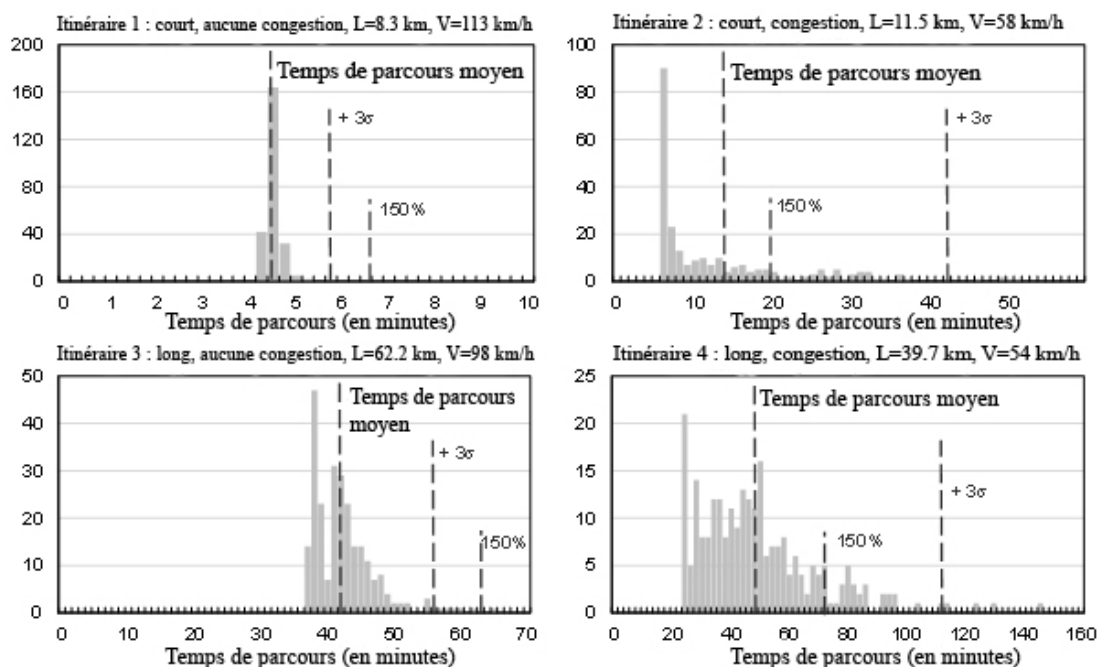 Itinéraire 1 : court, aucune congestion, L=8.3 km, V=113 km/h
200
160
120
80
40
0
Temps de parcours moyen
+ 3σ
150%
0 1 2 3 4 5 6 7 8 9 10
Temps de parcours (en minutes)
Itinéraire 2 : court, congestion, L=11.5 km, V=58 km/h
100
80
60
40
20
0
Temps de parcours moyen
+3σ
150%
0 10 20 30 40 50
Temps de parcours (en minutes)
Itinéraire 3 : long, aucune congestion, L=62.2 km, V=98 km/h
50
40
30
20
10
0
Temps de parcours
moyen
+ 3σ
150%
0 10 20 30 40 50 60 70
Temps de parcours (en minutes)
Itinéraire 4 : long, congestion, L=39.7 km, V=54 km/h
25
20
15
10
5
0
Temps de parcours moyen
+ 3σ
150%
0 20 40 60 80 100 120 140 160
Temps de parcours (en minutes)